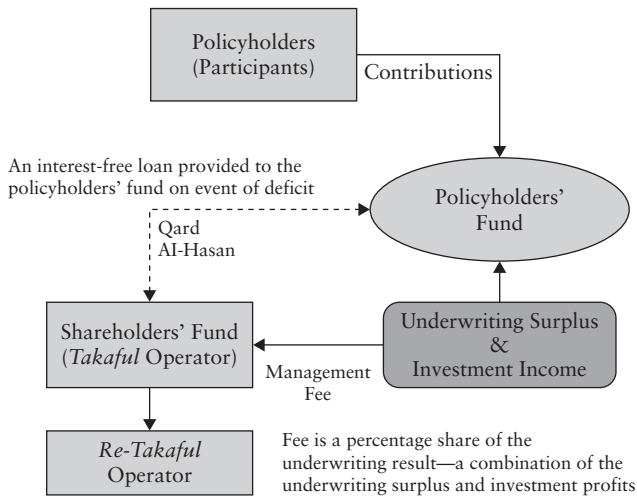 Policyholders
(Participants)
Contributions
An interest-free loan provided to the
policyholders’ fund on event of deficit
Policyholders’
Fund
Qard
AI-Hasan
Shareholders’ Fund
(Takaful Operator)
Management
Fee
Underwriting Surplus
&
Investment Income
Re-Takaful
Operator
Fee is a percentage share of the
underwriting result—a combination of the
underwriting surplus and investment profits